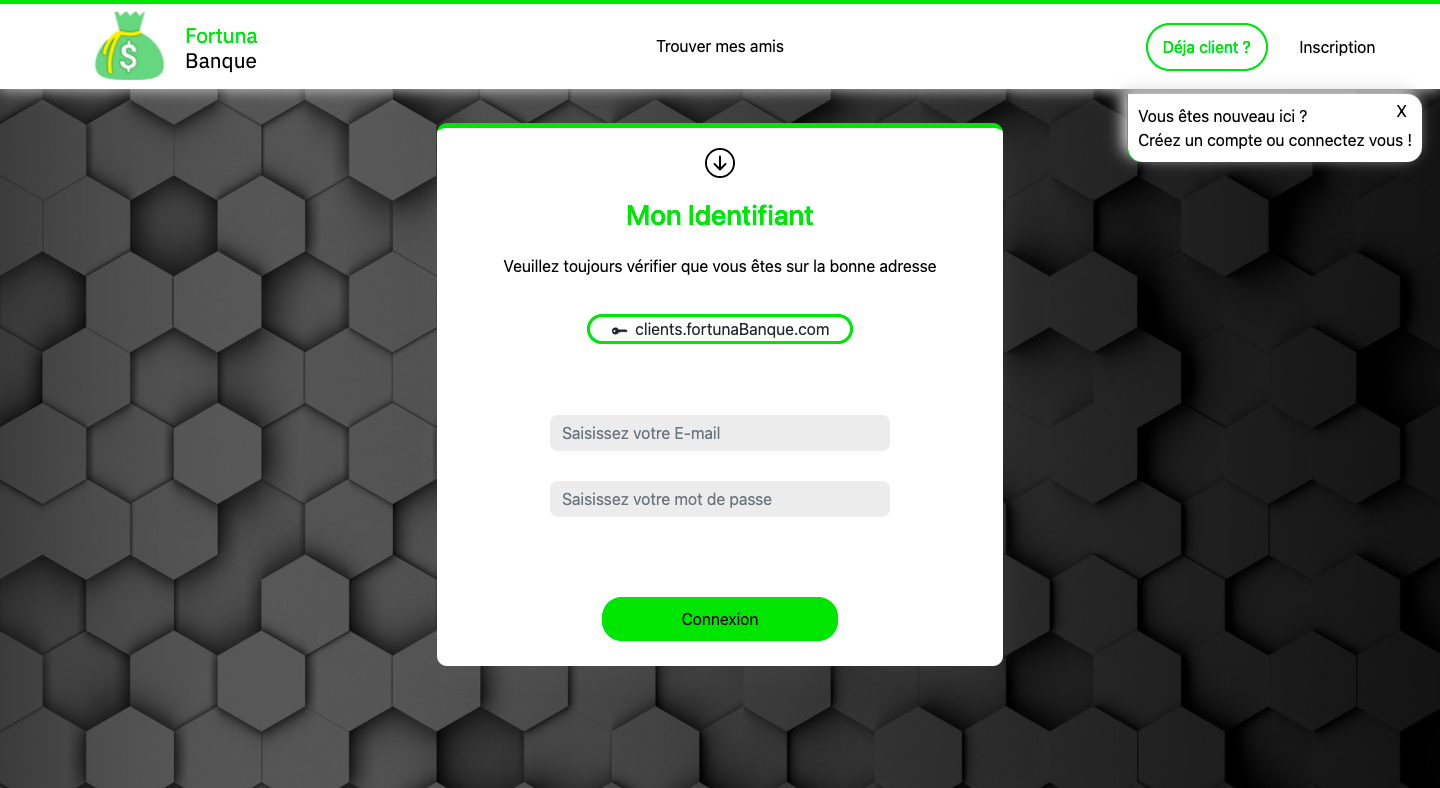 Fortuna
Banque
Trouver mes amis
Déja client ?
Inscription
Vous êtes nouveau ici ?
X
Créez un compte ou connectez vous !
Mon Identifiant
Veuillez toujours vérifier que vous êtes sur la bonne adresse
clients.fortunaBanque.com
Saisissez votre E-mail
Saisissez votre mot de passe
Connexion
$